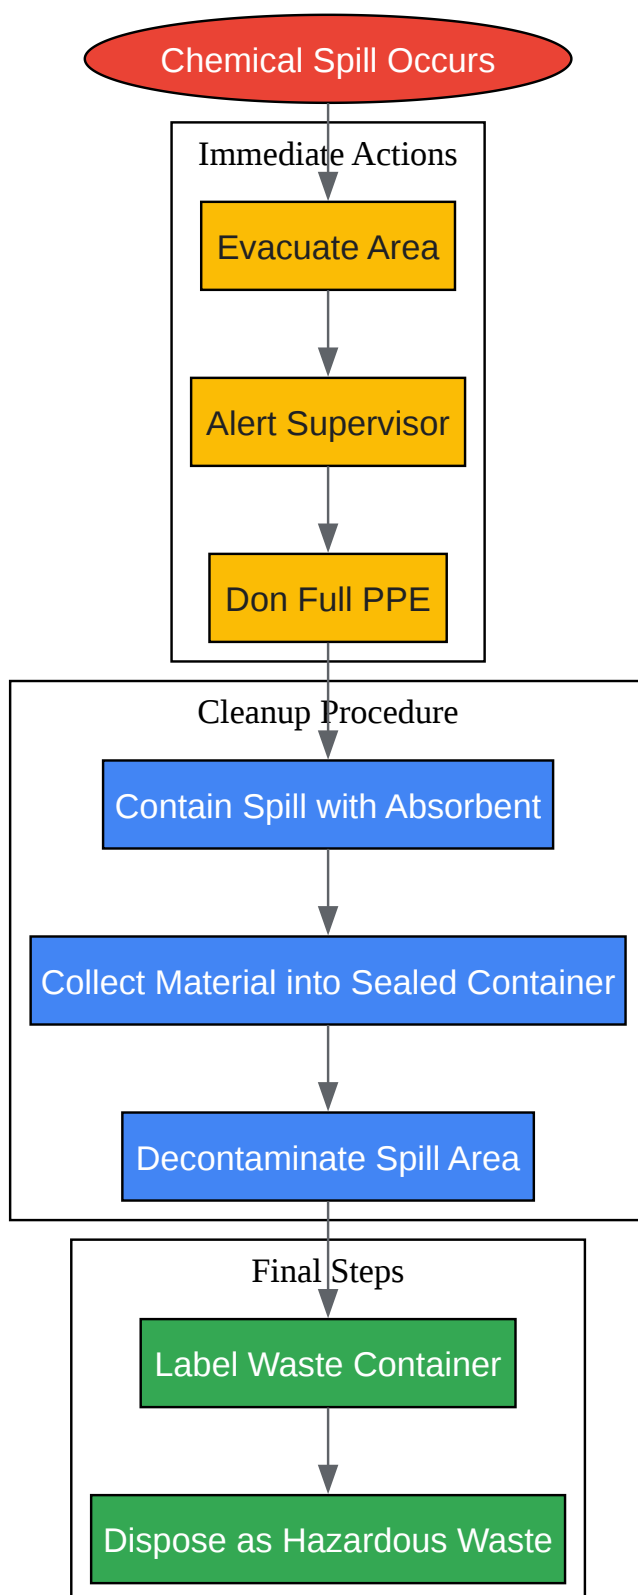 Chemical Spill Occurs
Immediate Actions
Evacuate Area
Alert Supervisor
Don Full PPE
Cleanup Procedure
Contain Spill with Absorbent
Collect Material into Sealed Container
Decontaminate Spill Area
Final Steps
Label Waste Container
Dispose as Hazardous Waste